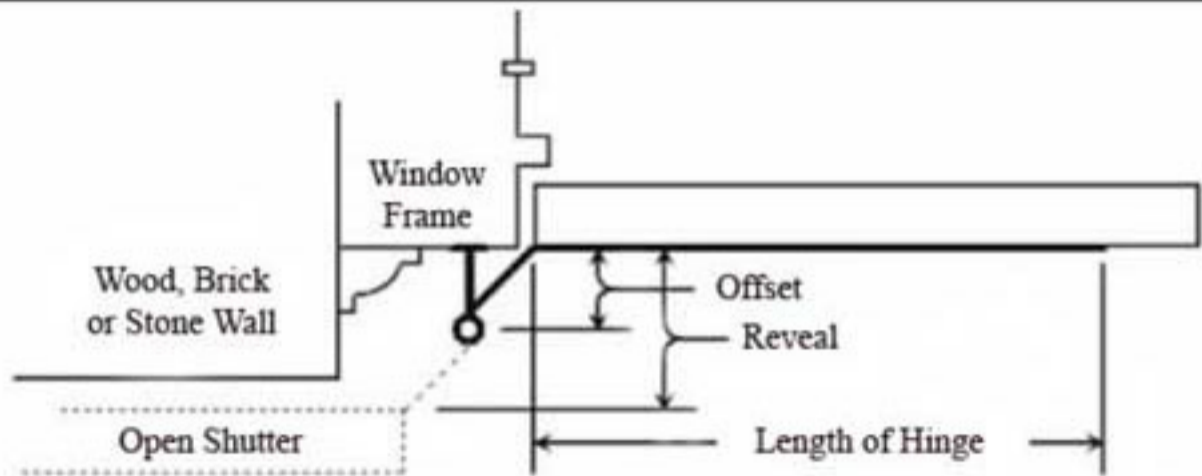 Window
Frame
Wood, Brick
or Stone Wall
Offset
Reveal
Open Shutter
Length of Hinge